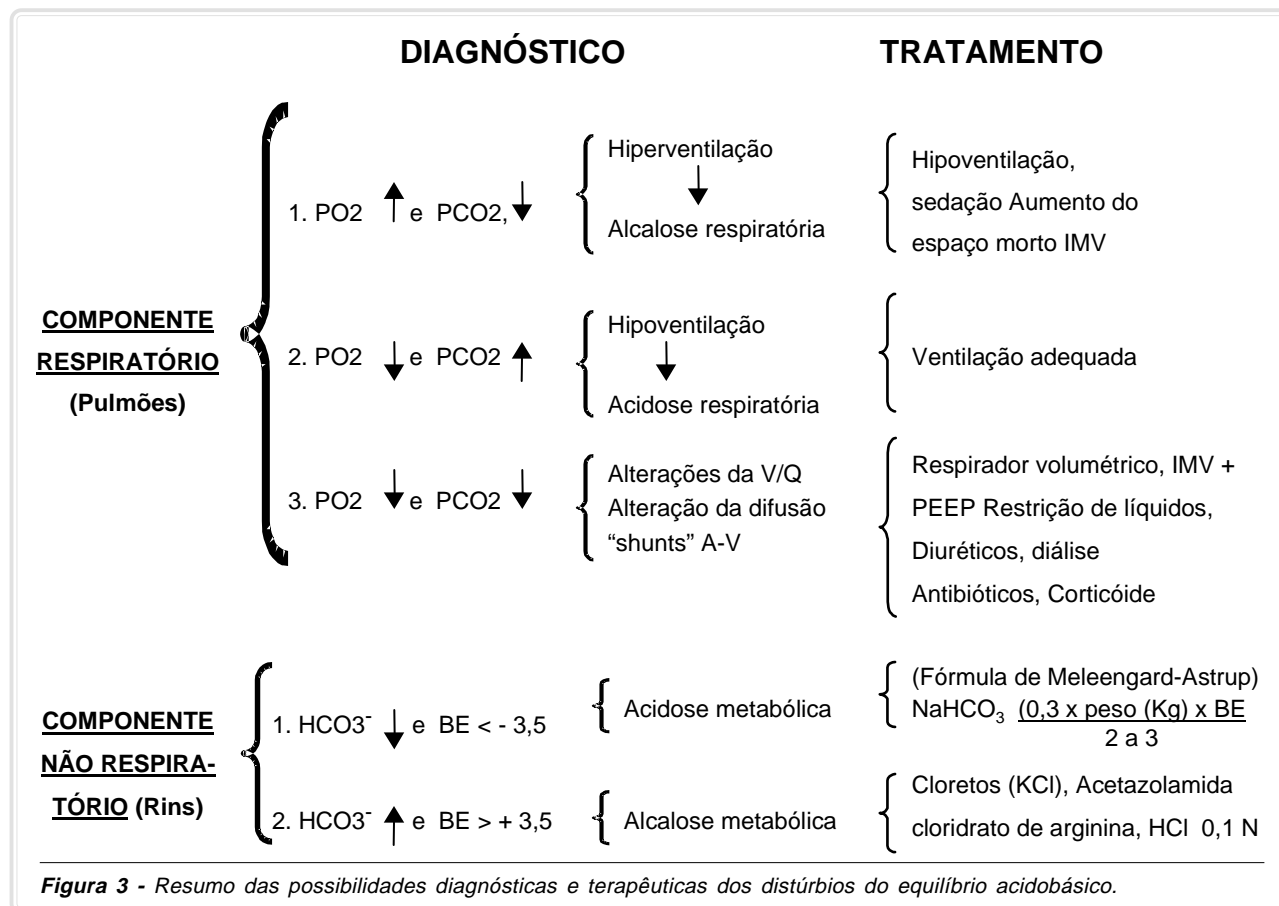 DIAGNÓSTICO TRATAMENTO
COMPONENTE
RESPIRATÓRIO
(Pulmões)
1. PO2 ↑ e PCO2, ↓
Hiperventilação
↓
Alcalose respiratória
Hipoventilação,
sedação Aumento do
espaço morto IMV
2. PO2 ↓ e PCO2 ↑
Hipoventilação
↓
Acidose respiratória
Ventilação adequada
3. PO2 ↓ e PCO2 ↓
Alterações da V/Q
Alteração da difusão
“shunts” A-V
Respirador volumétrico, IMV +
PEEP Restrição de líquidos,
Diuréticos, diálise
Antibióticos, Corticóide
COMPONENTE
NÃO RESPIRA-
TÓRIO (Rins)
1. HCO3⁻ ↓ e BE < - 3,5
Acidose metabólica
(Fórmula de Meleengard-Astrup)
NaHCO₃ (0,3 x peso (Kg) x BE
2 a 3
2. HCO3⁻ ↑ e BE > + 3,5
Alcalose metabólica
Cloretos (KCl), Acetazolamida
cloridrato de arginina, HCl 0,1 N
Figura 3 - Resumo das possibilidades diagnósticas e terapêuticas dos distúrbios do equilíbrio acidobásico.